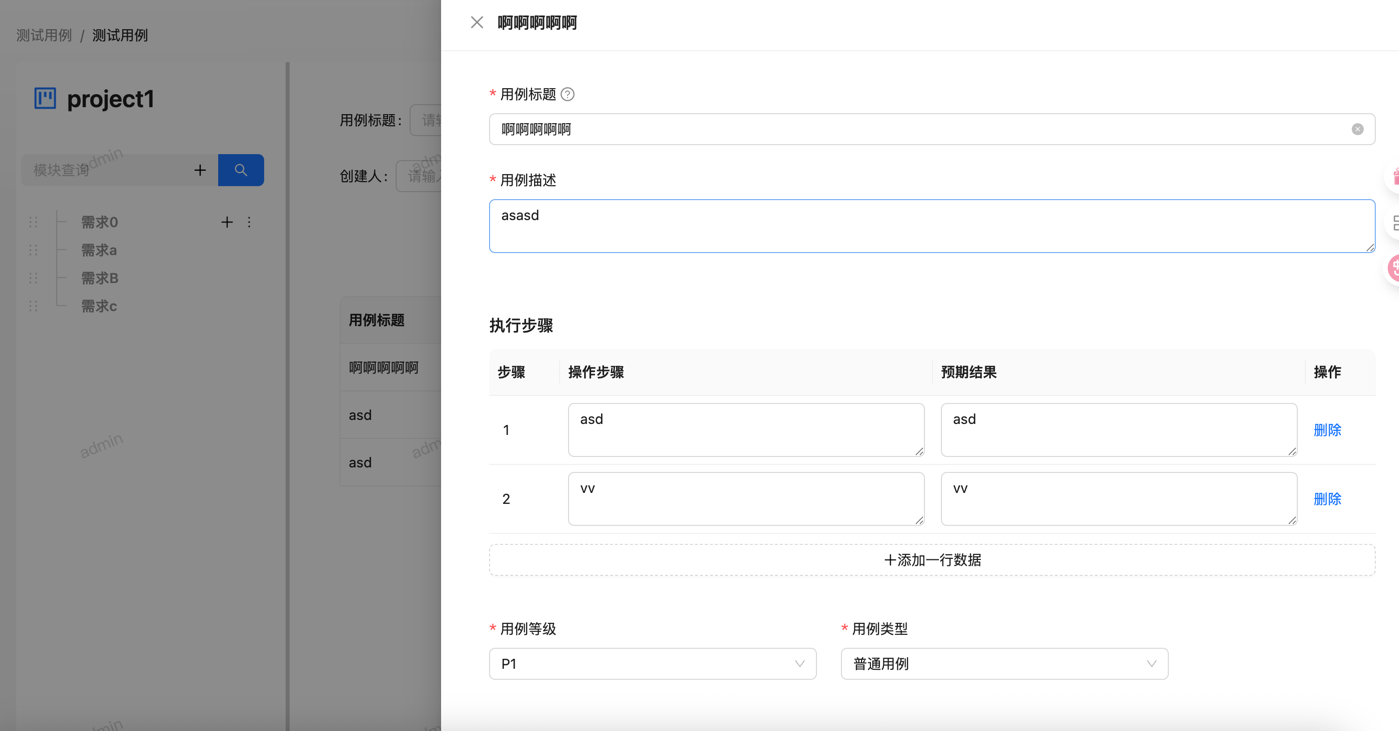 测试用例 / 测试用例
project1
模块查询
需求0
需求a
需求B
需求c
用例标题：
请输
创建人：
请输入
用例标题
啊啊啊啊啊
asd
asd
admin
admin
啊啊啊啊啊
* 用例标题
啊啊啊啊啊
* 用例描述
asasd
执行步骤
步骤 操作步骤 预期结果 操作
1 asd asd 删除
2 vv vv 删除
+添加一行数据
* 用例等级 * 用例类型
P1 普通用例